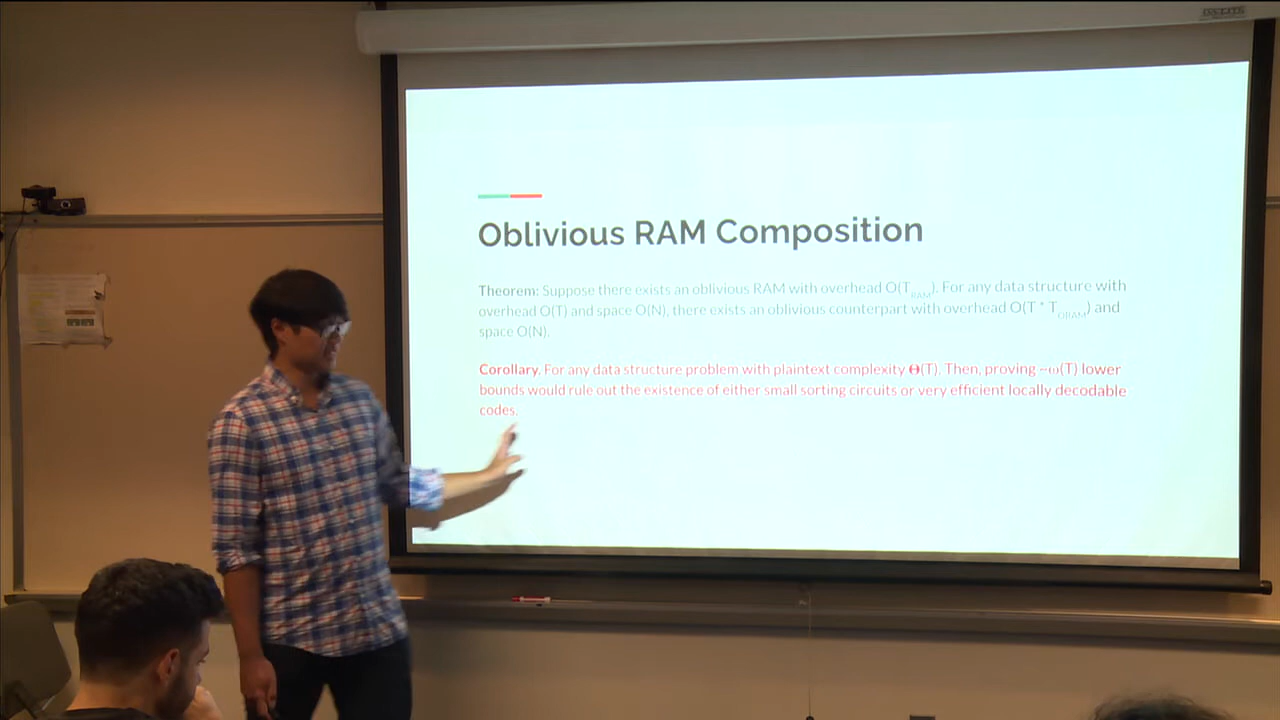 Oblivious RAM Composition
Theorem: Suppose there exists an oblivious RAM with overhead O(T_RAM). For any data structure with
overhead O(T) and space O(N), there exists an oblivious counterpart with overhead O(T * T_ORAM) and
space O(N).
Corollary. For any data structure problem with plaintext complexity Θ(T). Then, proving ~ω(T) lower
bounds would rule out the existence of either small sorting circuits or very efficient locally decodable
codes.